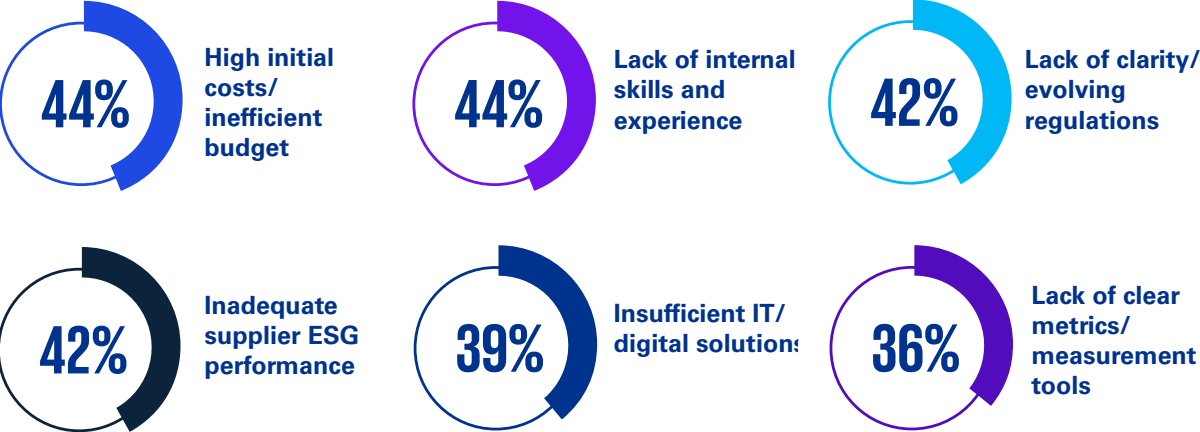 44%
High initial
costs/
inefficient
budget
44%
Lack of internal
skills and
experience
42%
Lack of clarity/
evolving
regulations
42%
Inadequate
supplier ESG
performance
39%
Insufficient IT/
digital solutions
36%
Lack of clear
metrics/
measurement
tools